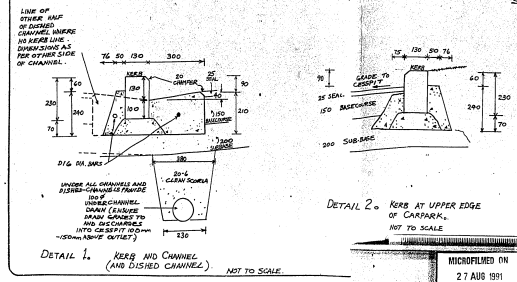 LINE OF
OTHER HALF
OF DISHED
CHANNEL WHERE
NO KERB LINE.
DIMENSIONS AS
PER OTHER SIDE
OF CHANNEL.
76 50 130 300
KERB
20
CHAMFER
25
SEAL
60
230
240
70
130
100
40
90
210
150
BASECOURSE
200
SUBBASE
D16 DIA. BARS
380
20-6
CLEAN SCORIA
UNDER ALL CHANNELS AND
DISHED-CHANNELS PROVIDE
100 Ø
UNDERCHANNEL
DRAIN (ENSURE
DRAIN GRADES TO
AND DISCHARGES
INTO CESSPIT 100mm
-150mm ABOVE OUTLET.)
230
DETAIL 1. KERB AND CHANNEL
(AND DISHED CHANNEL).
NOT TO SCALE.
75 130 50 76
KERB
90
GRADE TO
CESSPIT
25 SEAL.
150 BASECOURSE
200 SUB-BASE
60
240
230
70
DETAIL 2. KERB AT UPPER EDGE
OF CARPARK.
NOT TO SCALE
MICROFILMED ON
27 AUG 1991